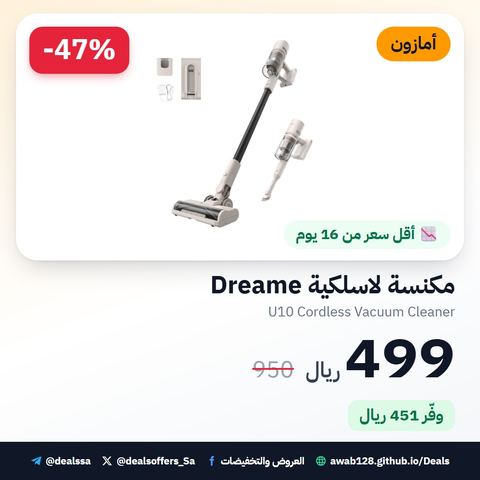 -47%
أمازون
أقل سعر من 16 يوم
مكنسة لاسلكية Dreame
U10 Cordless Vacuum Cleaner
499 ريال 950
وفّر 451 ريال
awab128.github.io/Deals العروض والتخفيضات @dealsoffers_Sa @dealssa